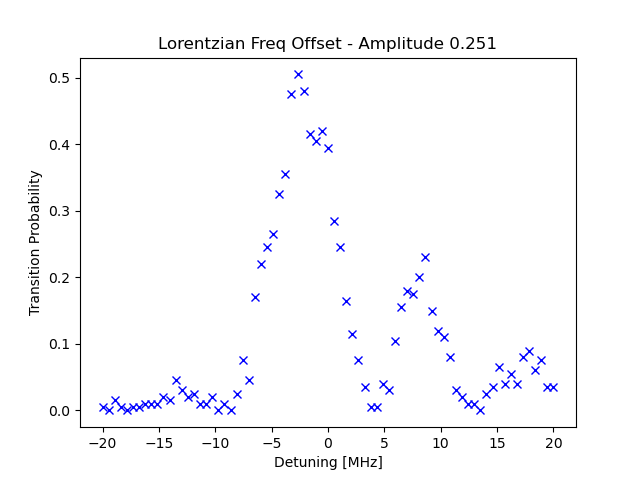 Lorentzian Freq Offset - Amplitude 0.251
Transition Probability
0.5
0.4
0.3
0.2
0.1
0.0
−20 −15 −10 −5 0 5 10 15 20
Detuning [MHz]